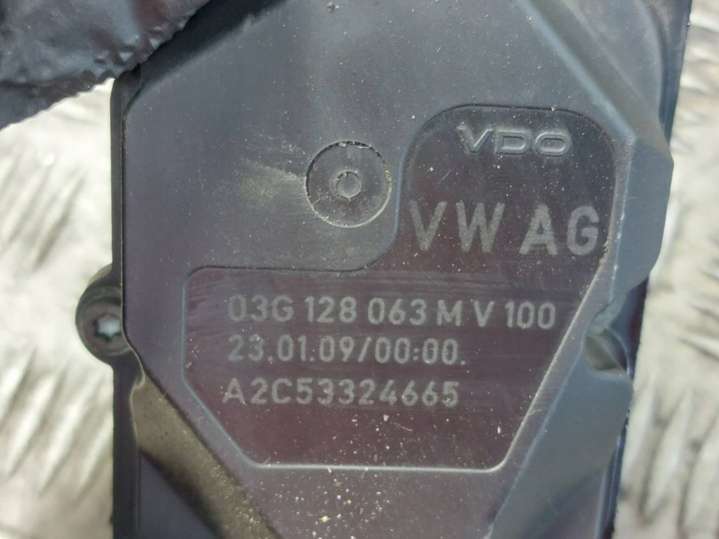 VDO
VW AG
03G 128 063 M V 100
23.01.09/00:00.
A2C53324665